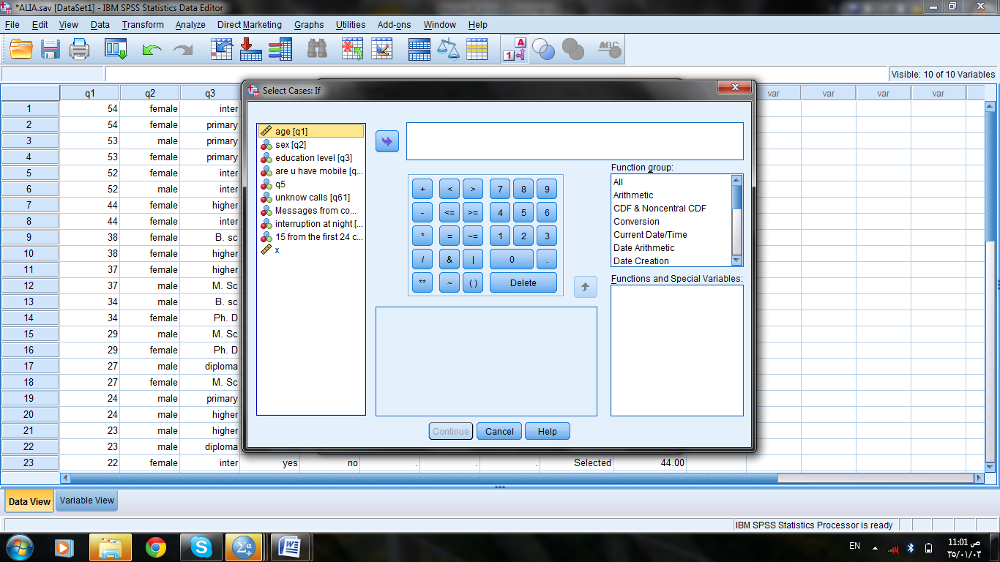 *ALIA.sav [DataSet1] - IBM SPSS Statistics Data Editor
File Edit View Data Transform Analyze Direct Marketing Graphs Utilities Add-ons Window Help
A
1
ABC
Visible: 10 of 10 Variables
q1 q2 q3 var var var var
Select Cases: If
1 54 female inter
2 54 female primary
3 53 male primary
4 53 female primary
5 52 female inter
6 52 male inter
7 44 female higher
8 44 female inter
9 38 female B. sc
10 38 female higher
11 37 female higher
12 37 male M. Sc
13 34 male B. sc
14 34 female Ph. D
15 29 male M. Sc
16 29 female Ph. D
17 27 male diploma
18 27 female M. Sc
19 24 male primary
20 24 male higher
21 23 male higher
22 23 male diploma
23 22 female inter yes no . . . Selected 44.00
age [q1]
sex [q2]
education level [q3]
are u have mobile [q...
q5
unknow calls [q61]
Messages from co...
interruption at night [...
15 from the first 24 c...
x
+ < > 7 8 9
- <= >= 4 5 6
* = ~= 1 2 3
/ & | 0 .
** ~ ( ) Delete
Function group:
All
Arithmetic
CDF & Noncentral CDF
Conversion
Current Date/Time
Date Arithmetic
Date Creation
Functions and Special Variables:
Continue Cancel Help
Data View Variable View
IBM SPSS Statistics Processor is ready
EN
11:01 ص
٣٥/٠١/٠٣